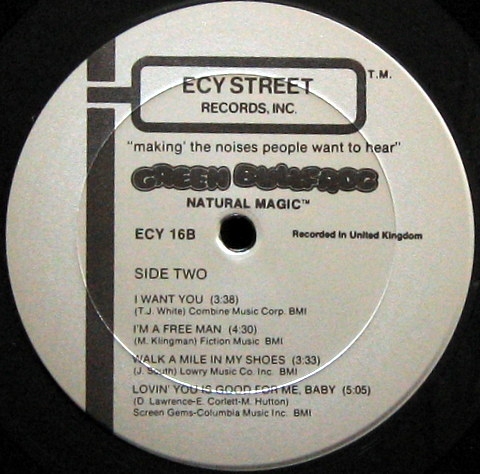 ECY STREET
RECORDS, INC.
T.M.
"making' the noises people want to hear"
GREEN BULLFROG
NATURAL MAGIC™
ECY 16B
Recorded in United Kingdom
SIDE TWO
I WANT YOU (3:38)
(T.J. White) Combine Music Corp. BMI
I'M A FREE MAN (4:30)
(M. Klingman) Fiction Music BMI
WALK A MILE IN MY SHOES (3:33)
(J. South) Lowry Music Co. Inc. BMI
LOVIN' YOU IS GOOD FOR ME, BABY (5:05)
(D. Lawrence-E. Corlett-M. Hutton)
Screen Gems-Columbia Music Inc. BMI